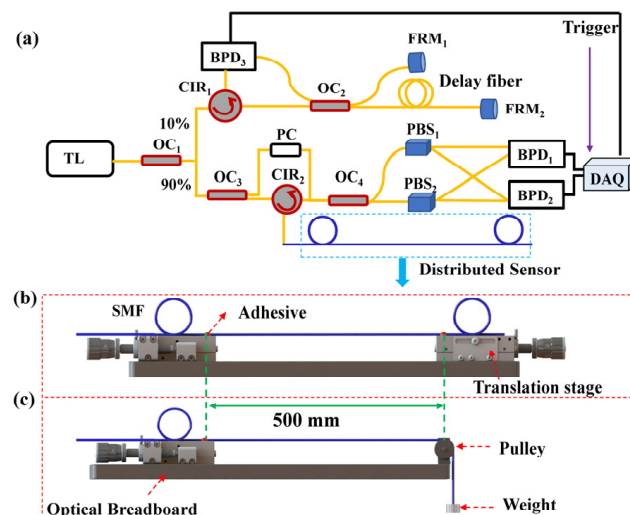 (a)
Trigger
FRM₁
BPD₃
CIR₁
OC₂
Delay fiber
FRM₂
10%
OC₁
TL
PC
PBS₁
BPD₁
90%
OC₃
CIR₂
OC₄
PBS₂
BPD₂
DAQ
Distributed Sensor
(b)
SMF
Adhesive
Translation stage
(c)
500 mm
Pulley
Optical Breadboard
Weight